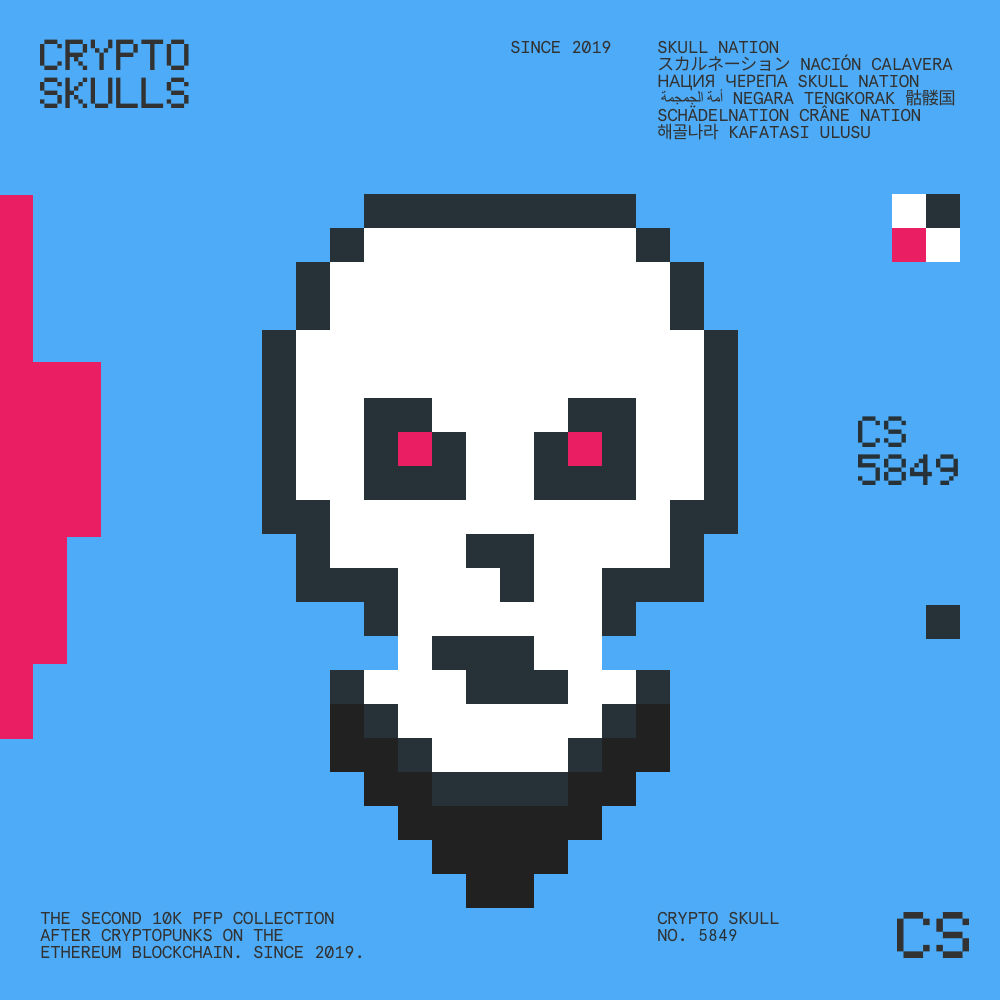 CRYPTO
SKULLS
SINCE 2019
SKULL NATION
スカルネーション NACIÓN CALAVERA
НАЦИЯ ЧЕРЕПА SKULL NATION
أمة الجمجمة NEGARA TENGKORAK 骷髅国
SCHÄDELNATION CRÂNE NATION
해골나라 KAFATASI ULUSU
CS
5849
THE SECOND 10K PFP COLLECTION
AFTER CRYPTOPUNKS ON THE
ETHEREUM BLOCKCHAIN. SINCE 2019.
CRYPTO SKULL
NO. 5849
CS